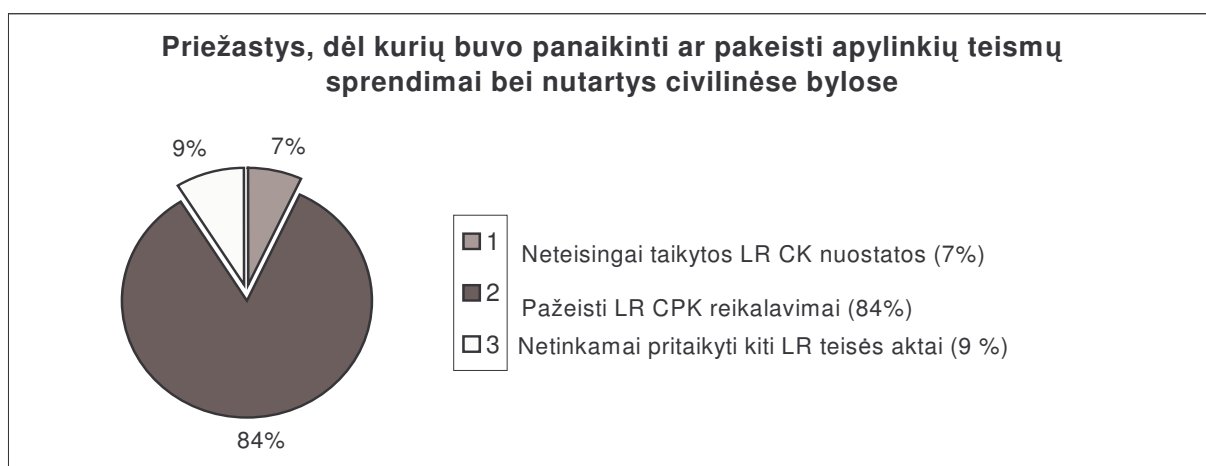 Priežastys, dėl kurių buvo panaikinti ar pakeisti apylinkių teismų
sprendimai bei nutartys civilinėse bylose
9%
7%
84%
1 Neteisingai taikytos LR CK nuostatos (7%)
2 Pažeisti LR CPK reikalavimai (84%)
3 Netinkamai pritaikyti kiti LR teisės aktai (9 %)